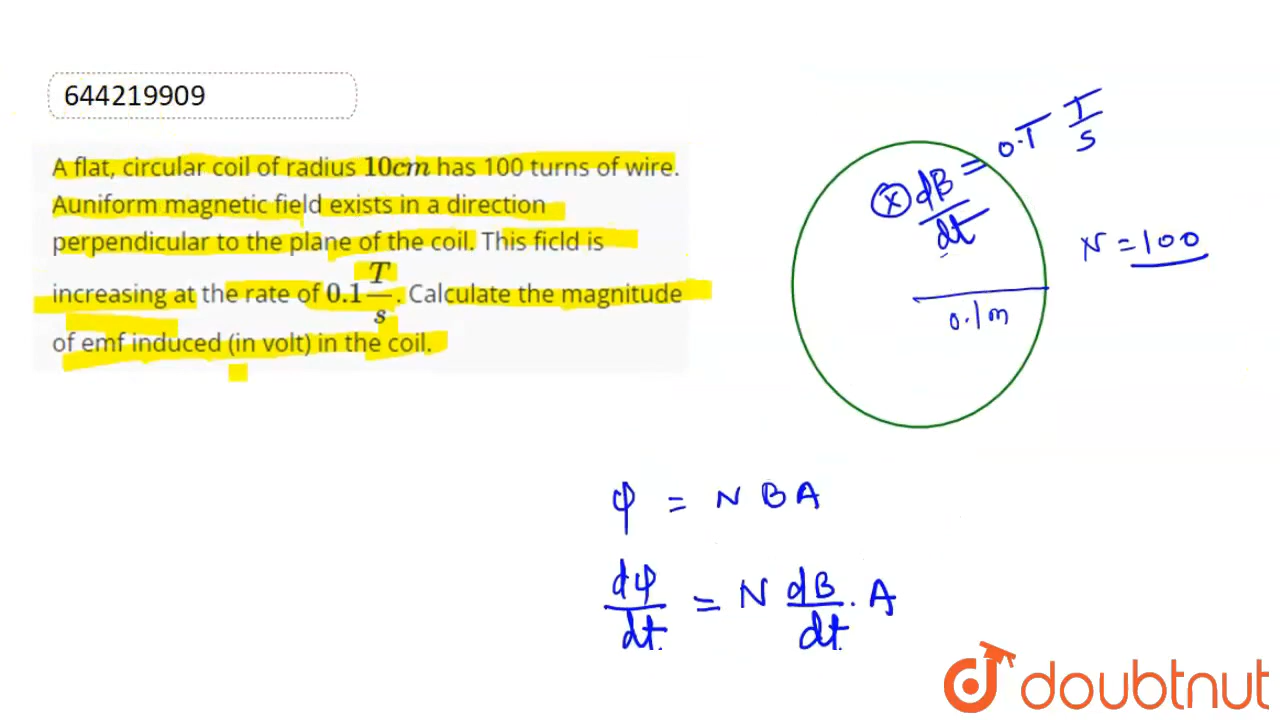 644219909
A flat, circular coil of radius 10cm has 100 turns of wire.
Auniform magnetic field exists in a direction
perpendicular to the plane of the coil. This ficld is
increasing at the rate of 0.1 T/s. Calculate the magnitude
of emf induced (in volt) in the coil.
(x) dB/dt = 0.1 T/s
N = 100
0.1m
φ = N B A
dφ/dt = N dB/dt . A
doubtnut